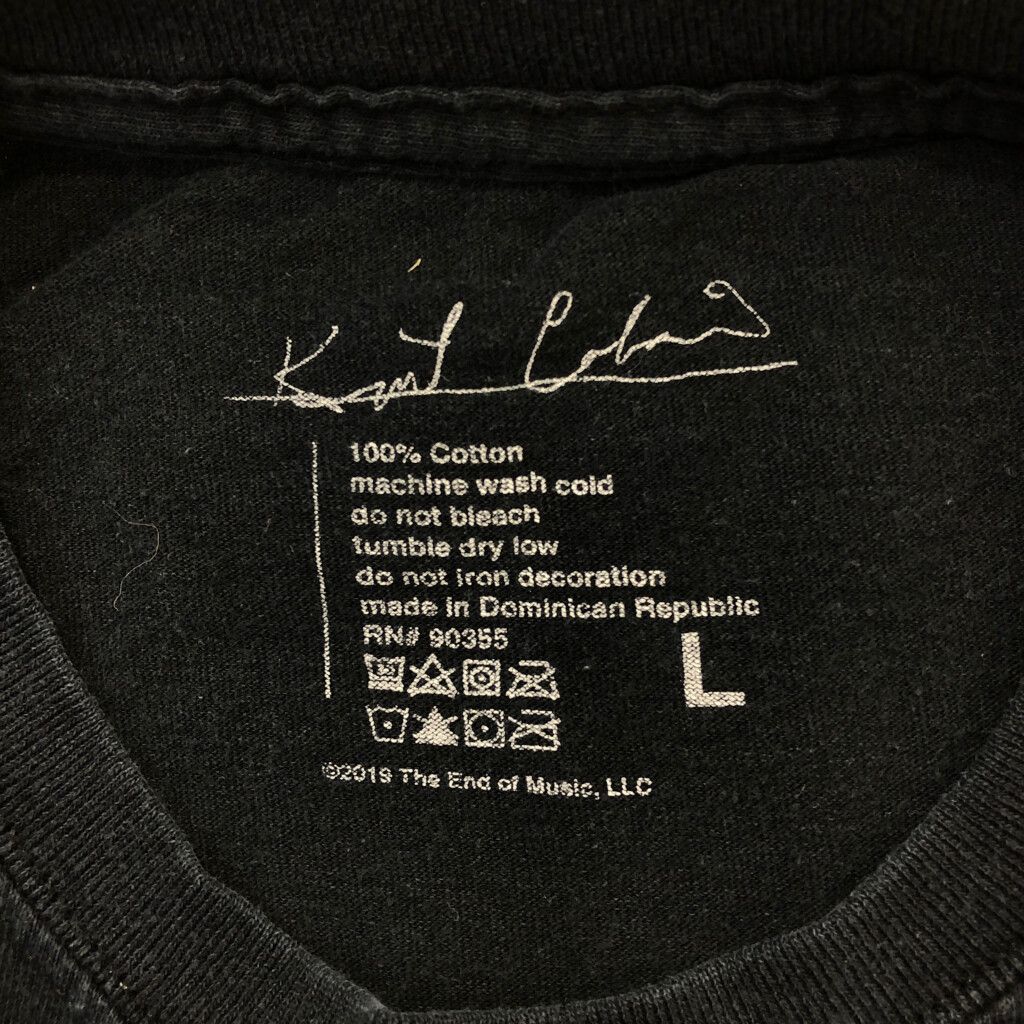 Kurt Cobain
100% Cotton
machine wash cold
do not bleach
tumble dry low
do not iron decoration
made in Dominican Republic
RN# 90355
L
©2019 The End of Music, LLC